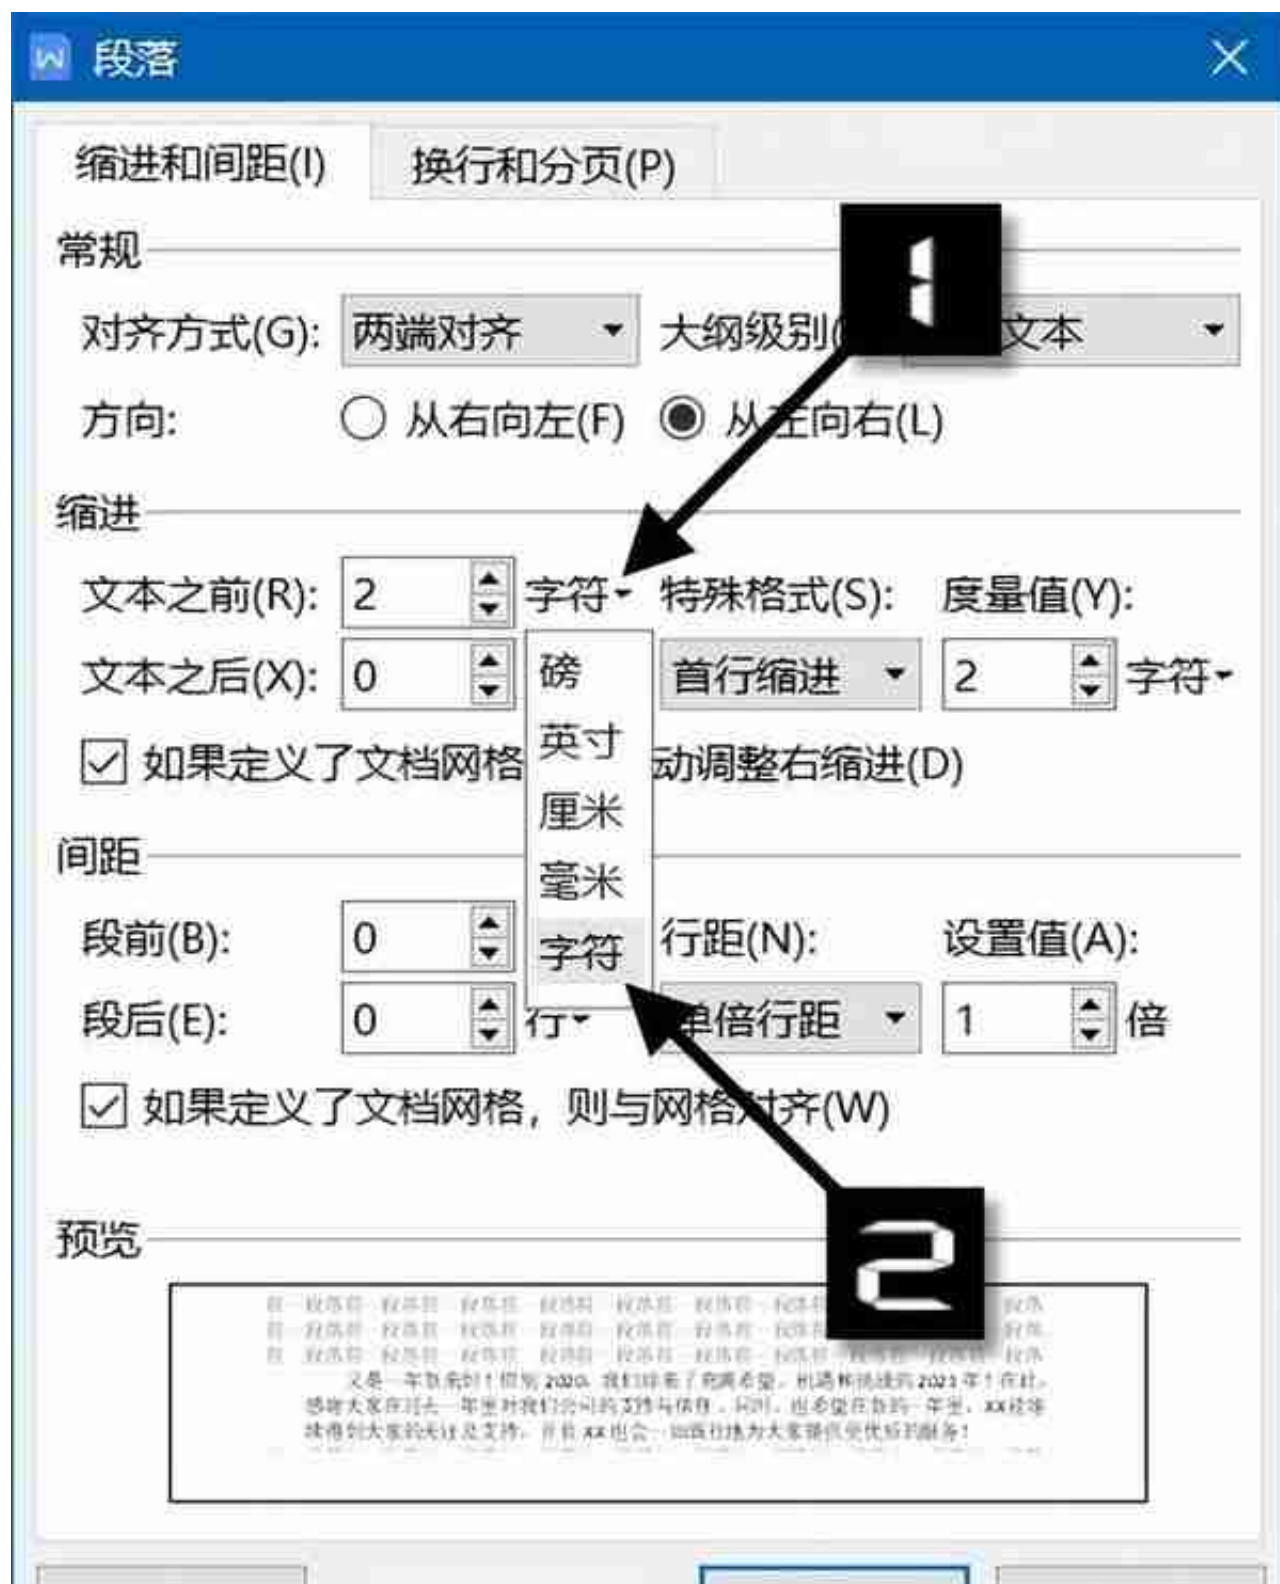 段落
缩进和间距(I) 换行和分页(P)
常规
1
对齐方式(G): 两端对齐 大纲级别( 文本
方向: 从右向左(F) 从左向右(L)
缩进
文本之前(R): 2 字符 特殊格式(S): 度量值(Y):
磅
文本之后(X): 0 首行缩进 2 字符
英寸
如果定义了文档网格 动调整右缩进(D)
厘米
间距
毫米
段前(B): 0 字符 行距(N): 设置值(A):
段后(E): 0 行 单倍行距 1 倍
如果定义了文档网格，则与网格对齐(W)
2
预览